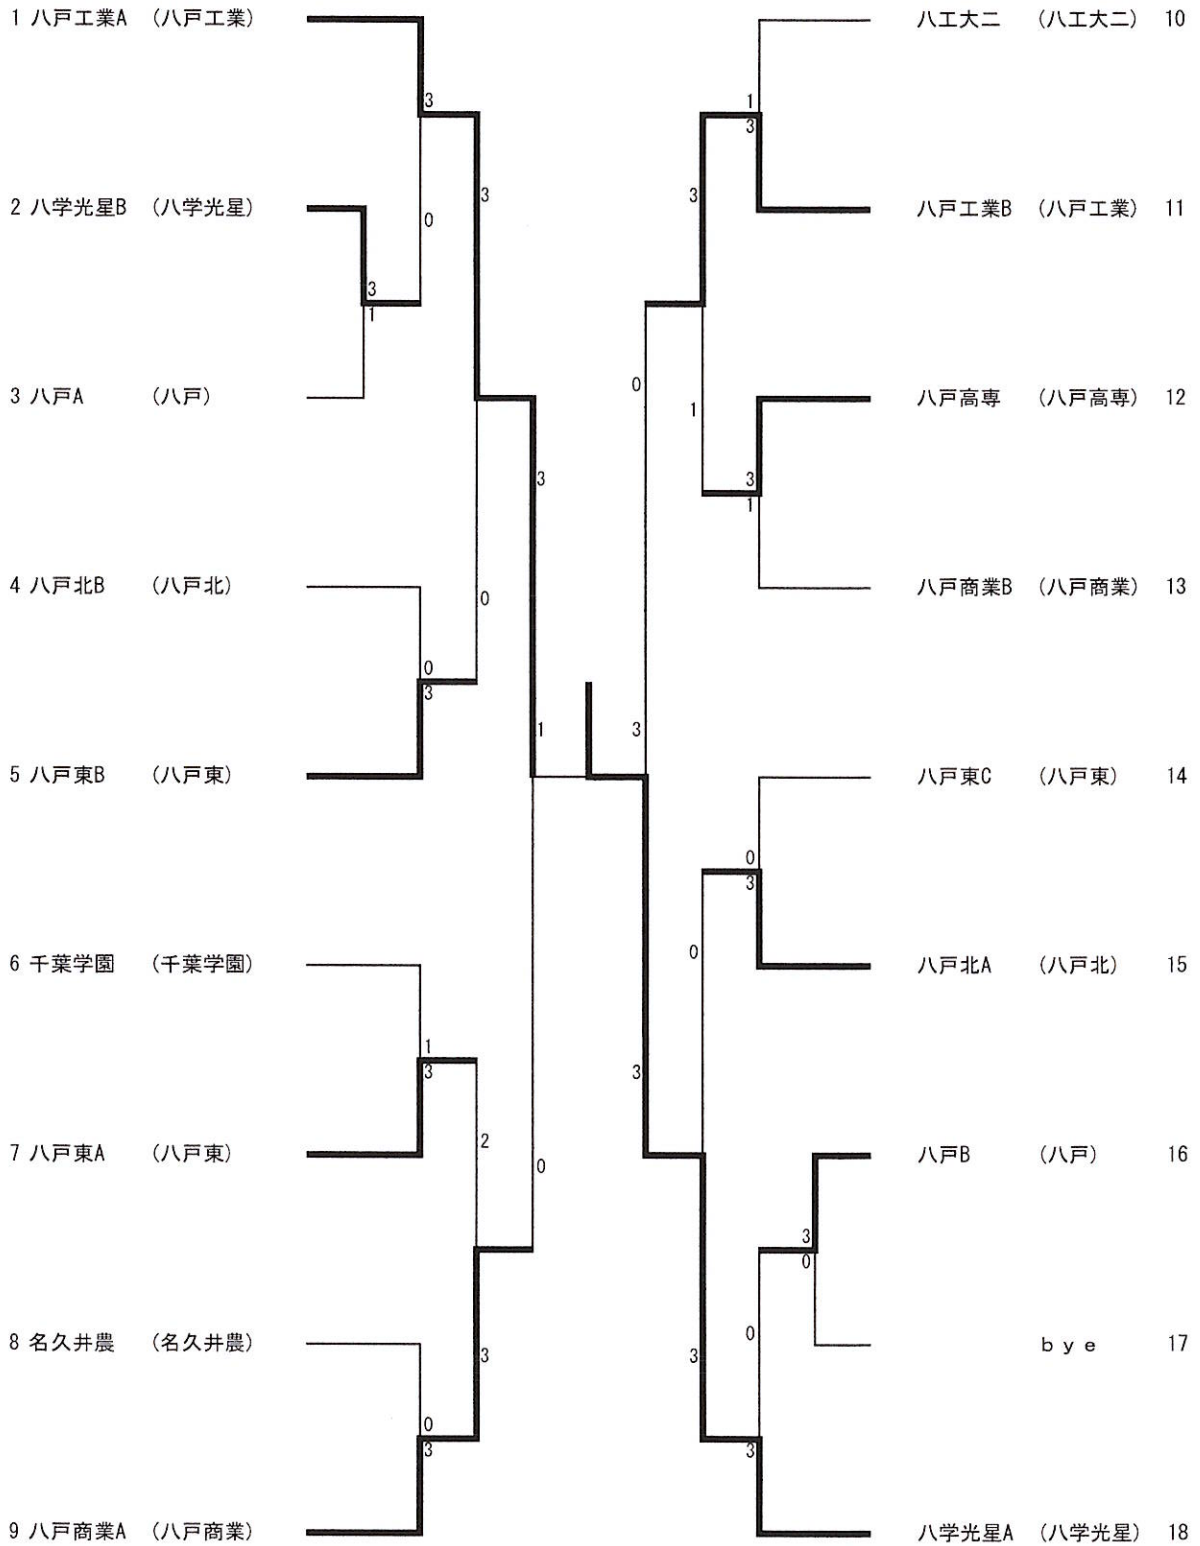 1 八戸工業A （八戸工業）
3
3
0
2 八学光星B （八学光星）
3
1
3 八戸A （八戸）
3
4 八戸北B （八戸北）
0
0
3
1
5 八戸東B （八戸東）
6 千葉学園 （千葉学園）
1
3
2
7 八戸東A （八戸東）
0
8 名久井農 （名久井農）
3
0
3
9 八戸商業A （八戸商業）
八工大二 （八工大二） 10
1
3
3
八戸工業B （八戸工業） 11
0
1
八戸高専 （八戸高専） 12
3
1
八戸商業B （八戸商業） 13
3
八戸東C （八戸東） 14
0
3
0
八戸北A （八戸北） 15
3
八戸B （八戸） 16
3
0
0
bye 17
3
3
八学光星A （八学光星） 18